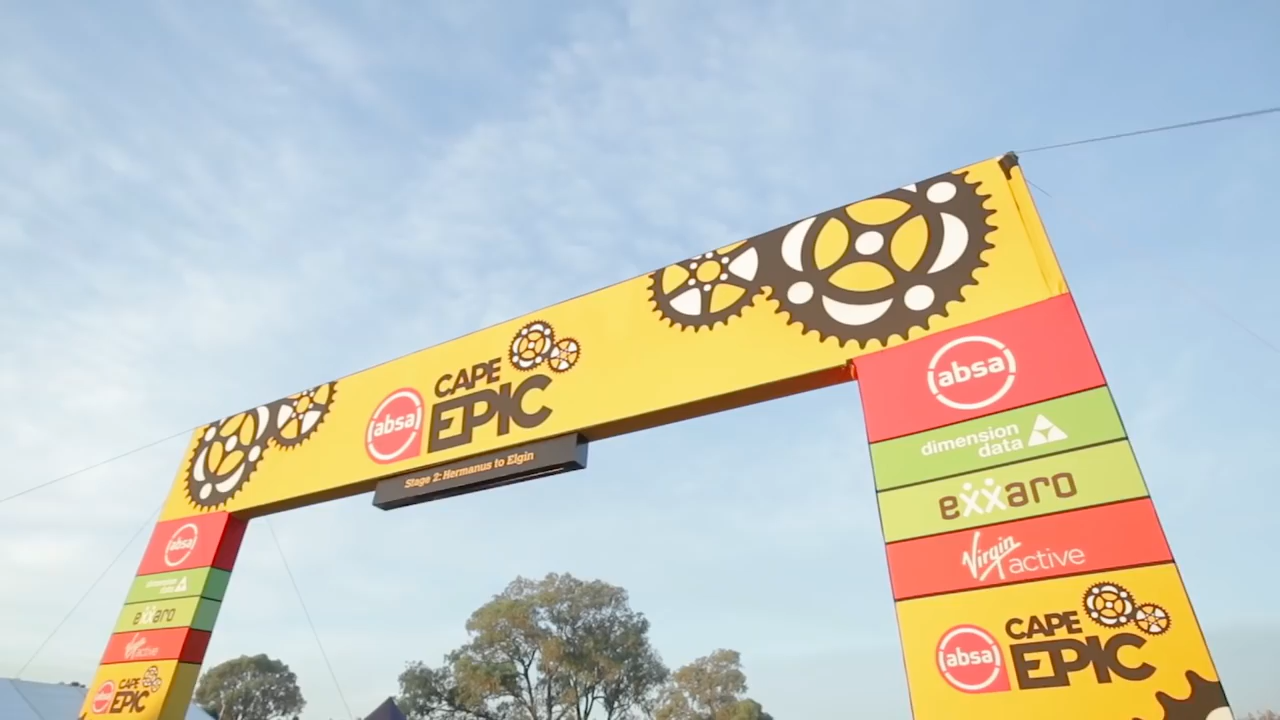 absa
CAPE
EPIC
Stage 2: Hermanus to Elgin
absa
dimension
data
exxaro
Virgin active
absa
CAPE
EPIC
absa
dimension
data
exxaro
Virgin active
absa
CAPE
EPIC